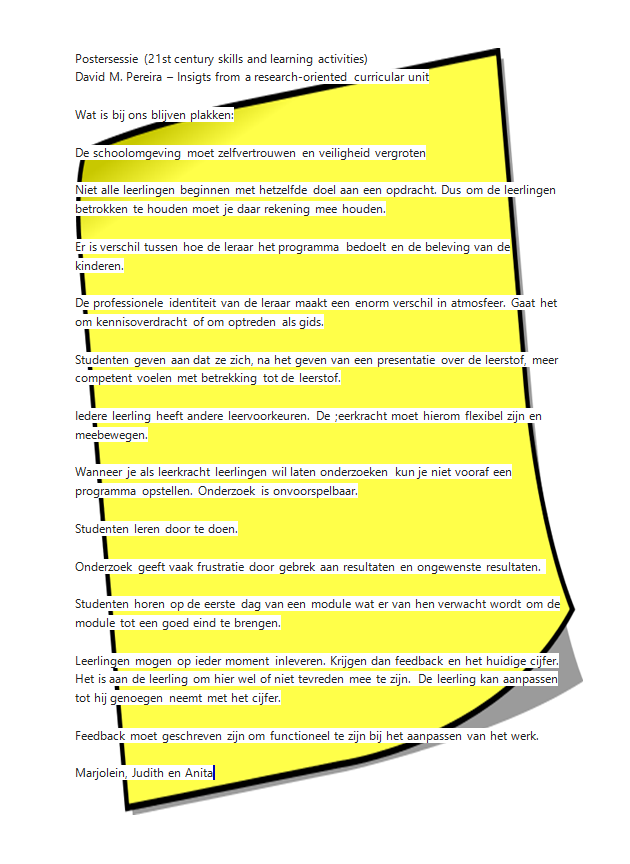 Postersessie (21st century skills and learning activities)
David M. Pereira – Insigts from a research-oriented curricular unit
Wat is bij ons blijven plakken:
De schoolomgeving moet zelfvertrouwen en veiligheid vergroten
Niet alle leerlingen beginnen met hetzelfde doel aan een opdracht. Dus om de leerlingen
betrokken te houden moet je daar rekening mee houden.
Er is verschil tussen hoe de leraar het programma bedoelt en de beleving van de
kinderen.
De professionele identiteit van de leraar maakt een enorm verschil in atmosfeer. Gaat het
om kennisoverdracht of om optreden als gids.
Studenten geven aan dat ze zich, na het geven van een presentatie over de leerstof, meer
competent voelen met betrekking tot de leerstof.
Iedere leerling heeft andere leervoorkeuren. De ;eerkracht moet hierom flexibel zijn en
meebewegen.
Wanneer je als leerkracht leerlingen wil laten onderzoeken kun je niet vooraf een
programma opstellen. Onderzoek is onvoorspelbaar.
Studenten leren door te doen.
Onderzoek geeft vaak frustratie door gebrek aan resultaten en ongewenste resultaten.
Studenten horen op de eerste dag van een module wat er van hen verwacht wordt om de
module tot een goed eind te brengen.
Leerlingen mogen op ieder moment inleveren. Krijgen dan feedback en het huidige cijfer.
Het is aan de leerling om hier wel of niet tevreden mee te zijn. De leerling kan aanpassen
tot hij genoegen neemt met het cijfer.
Feedback moet geschreven zijn om functioneel te zijn bij het aanpassen van het werk.
Marjolein, Judith en Anita